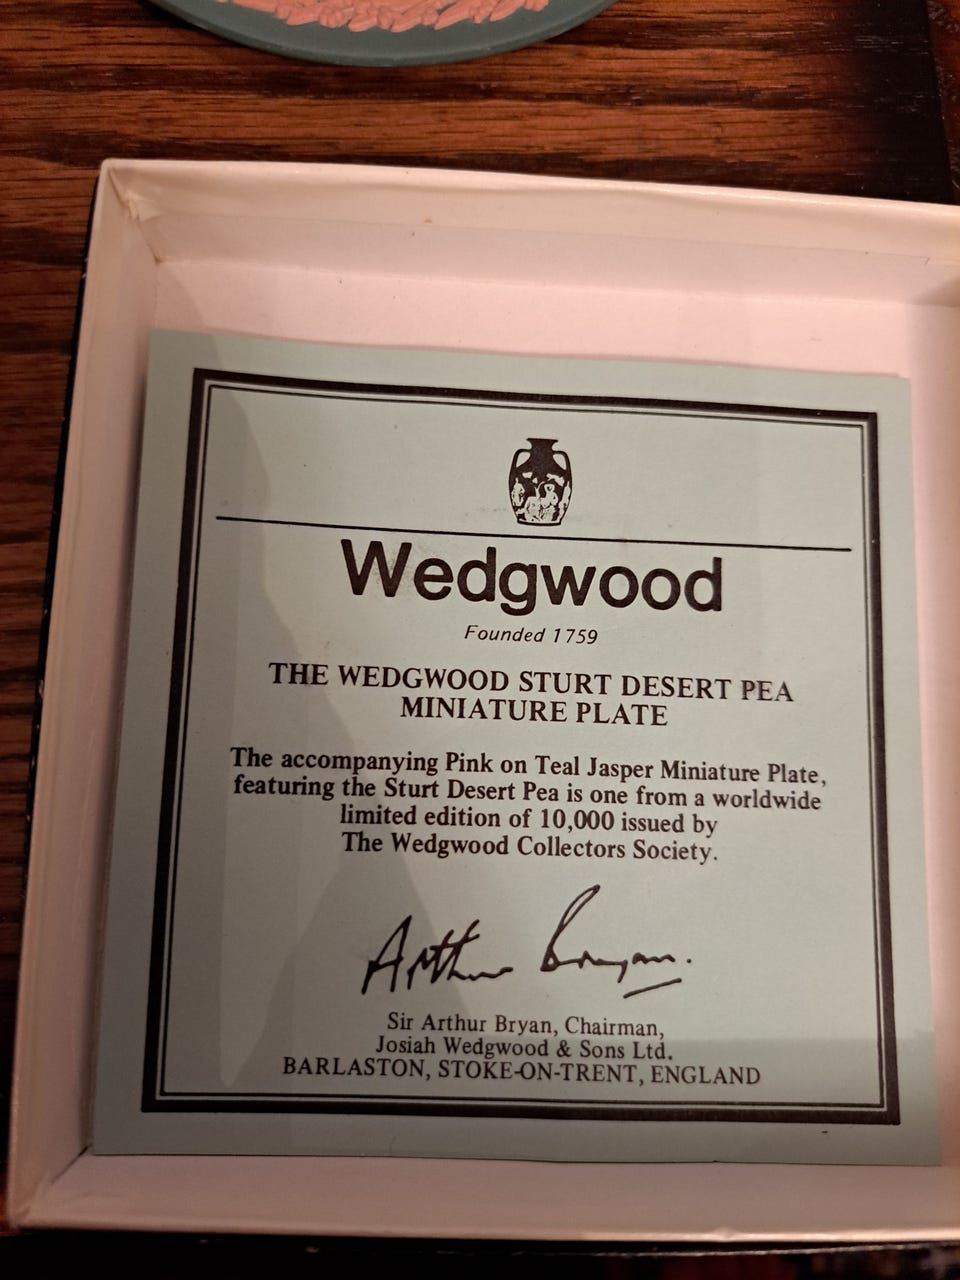 Wedgwood
Founded 1759
THE WEDGWOOD STURT DESERT PEA
MINIATURE PLATE
The accompanying Pink on Teal Jasper Miniature Plate,
featuring the Sturt Desert Pea is one from a worldwide
limited edition of 10,000 issued by
The Wedgwood Collectors Society.
Arthur Bryan.
Sir Arthur Bryan, Chairman,
Josiah Wedgwood & Sons Ltd.
BARLASTON, STOKE-ON-TRENT, ENGLAND